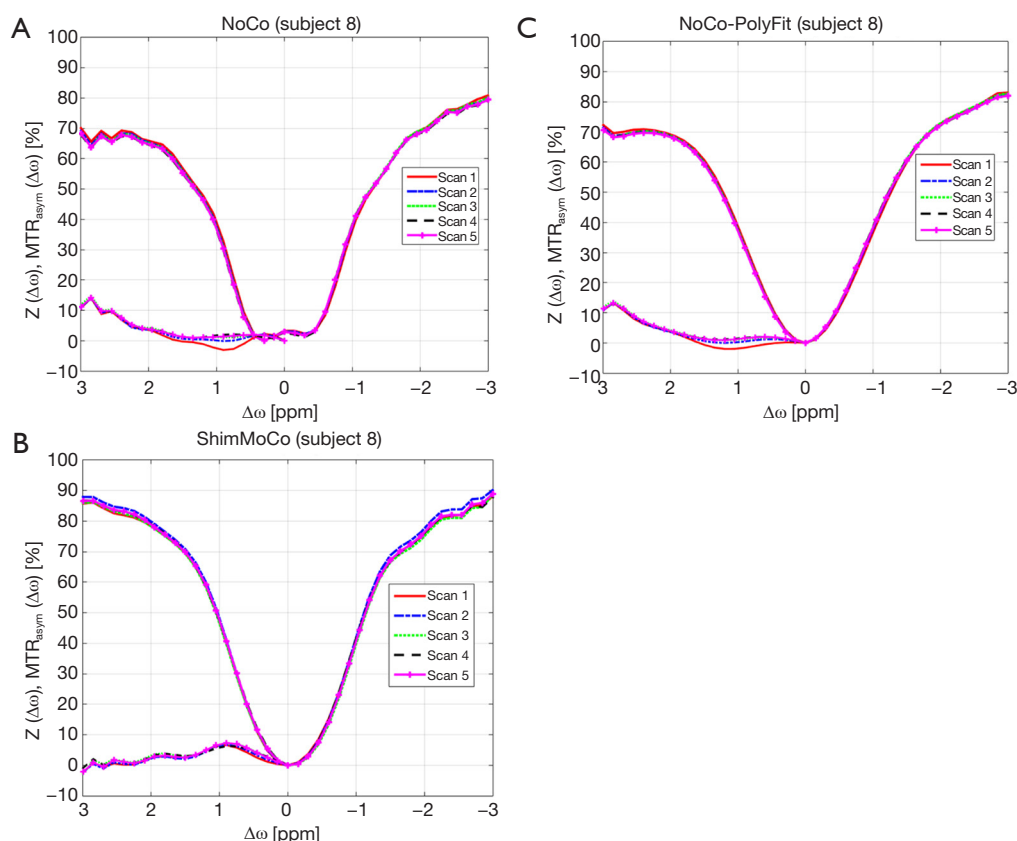 A
NoCo (subject 8)
Z (Δω), MTRasym (Δω) [%]
100
90
80
70
60
50
40
30
20
10
0
−10
Scan 1
Scan 2
Scan 3
Scan 4
Scan 5
3 2 1 0 −1 −2 −3
Δω [ppm]
C
NoCo-PolyFit (subject 8)
Z (Δω), MTRasym (Δω) [%]
100
90
80
70
60
50
40
30
20
10
0
−10
Scan 1
Scan 2
Scan 3
Scan 4
Scan 5
3 2 1 0 −1 −2 −3
Δω [ppm]
B
ShimMoCo (subject 8)
Z (Δω), MTRasym (Δω) [%]
100
90
80
70
60
50
40
30
20
10
0
−10
Scan 1
Scan 2
Scan 3
Scan 4
Scan 5
3 2 1 0 −1 −2 −3
Δω [ppm]